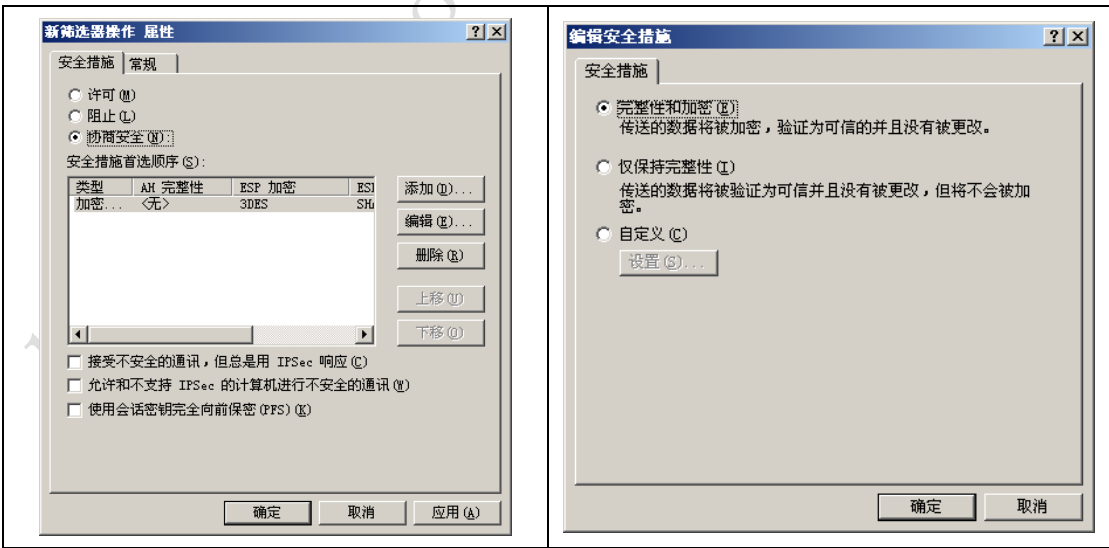 新筛选器操作 属性
安全措施
常规
许可(M)
阻止(L)
协商安全(N):
安全措施首选顺序(S):
类型 AH 完整性 ESP 加密 ESI
加密... <无> 3DES SH
添加(D)...
编辑(E)...
删除(R)
上移(U)
下移(O)
接受不安全的通讯，但总是用 IPSec 响应(C)
允许和不支持 IPSec 的计算机进行不安全的通讯(W)
使用会话密钥完全向前保密(PFS)(K)
确定
取消
应用(A)
编辑安全措施
安全措施
完整性和加密(E)
传送的数据将被加密，验证为可信的并且没有被更改。
仅保持完整性(I)
传送的数据将被验证为可信并且没有被更改，但将不会被加
密。
自定义(C)
设置(S)...
确定
取消